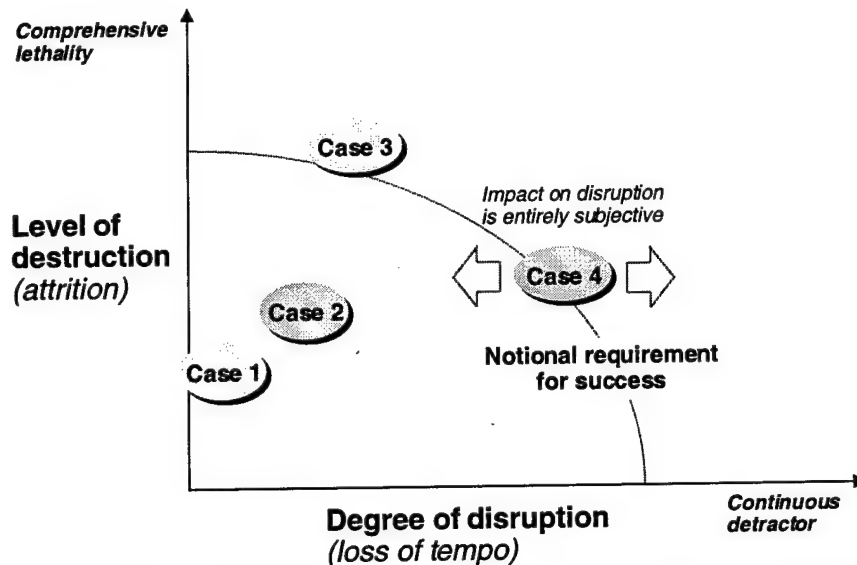 Comprehensive
lethality
Case 3
Impact on disruption
is entirely subjective
Level of
destruction
(attrition)
Case 4
Case 2
Notional requirement
for success
Case 1
Continuous
detractor
Degree of disruption
(loss of tempo)